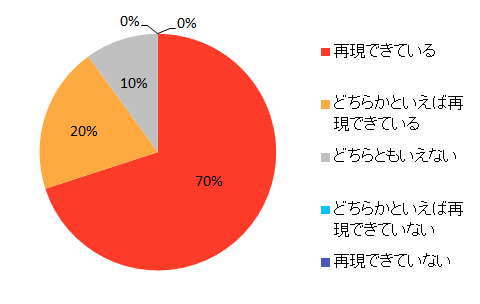 0%
0%
10%
20%
70%
再現できている
どちらかといえば再
現できている
どちらともいえない
どちらかといえば再
現できていない
再現できていない